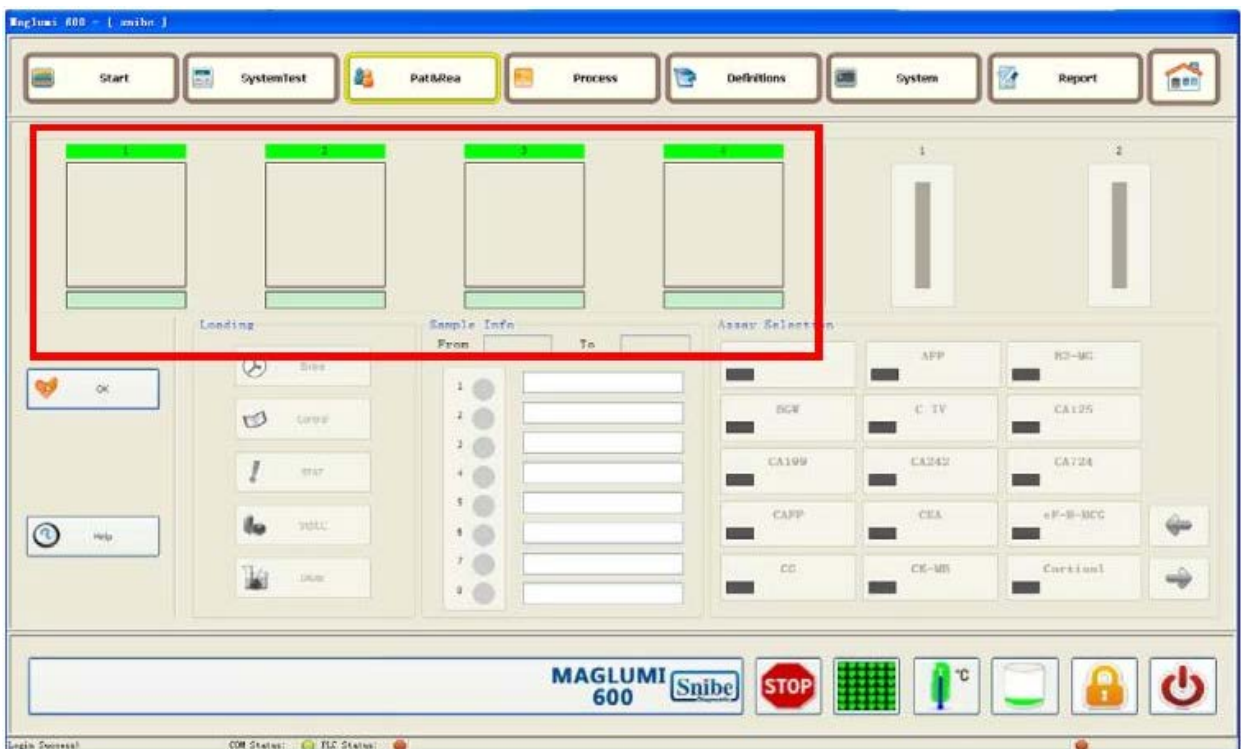 Maglumi 600 - [ snibe ]
Start
SystemTest
Pat&Rea
Process
Definitions
System
Report
1
2
3
4
1
2
Loading
Sample Info
Assay Selection
From
To
OK
Control
STAT
Help
1
2
3
4
5
6
7
8
AFP
B2-MG
BGW
C IV
CA125
CA199
CA242
CA724
CAFP
CEA
CG
CK-MB
Cortisol
MAGLUMI
600
Snibe
STOP
°C
Login Success!
COM Status:
PLC Status: